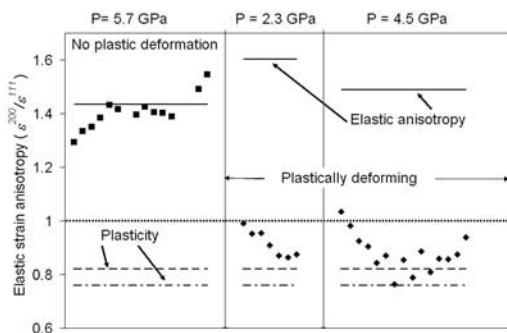 P= 5.7 GPa
P = 2.3 GPa
P = 4.5 GPa
No plastic deformation
Elastic anisotropy
Plastically deforming
Plasticity
Elastic strain anisotropy ( ε²⁰⁰/ε¹¹¹ )
1.6
1.4
1.2
1
0.8
0.6